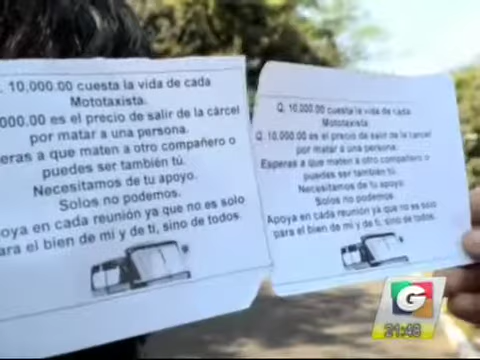 . 10,000.00 cuesta la vida de cada
Mototaxista.
000.00 es el precio de salir de la cárcel
por matar a una persona.
eras a que maten a otro compañero o
puedes ser también tú.
Necesitamos de tu apoyo.
Solos no podemos.
poya en cada reunión ya que no es solo
para el bien de mi y de ti, sino de todos.
Q. 10,000.00 cuesta la vida de cada
Mototaxista.
Q. 10,000.00 es el precio de salir de la cárcel
por matar a una persona.
Esperas a que maten a otro compañero o
puedes ser también tú.
Necesitamos de tu apoyo.
Solos no podemos.
Apoya en cada reunión ya que no es solo
para el bien de mi y de ti, sino de todos.
G
21:48